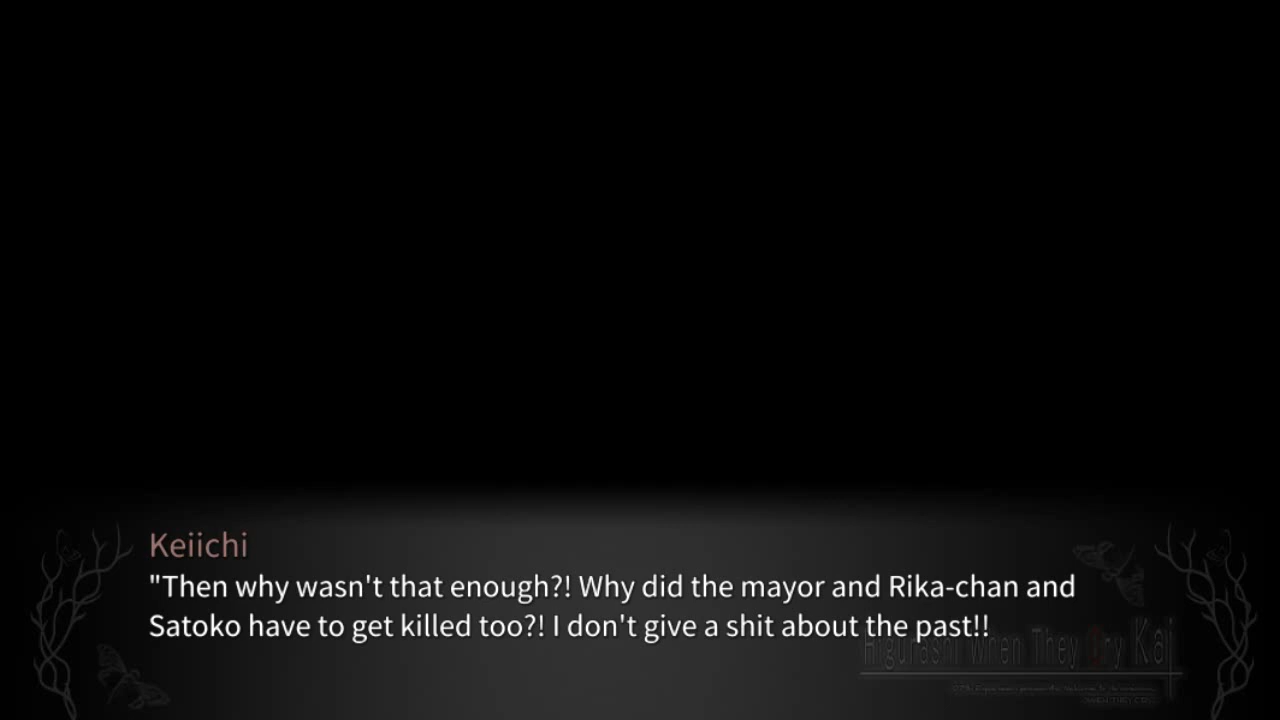 Keiichi
"Then why wasn't that enough?! Why did the mayor and Rika-chan and
Satoko have to get killed too?! I don't give a shit about the past!!
Higurashi When They Cry Kai